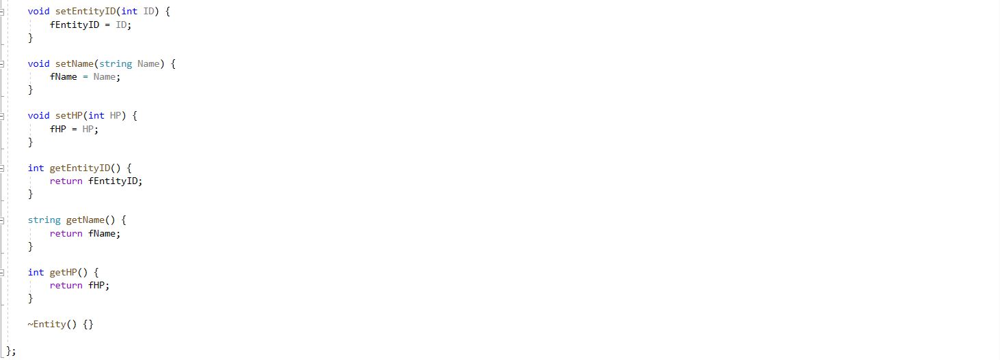 void setEntityID(int ID) {
fEntityID = ID;
}
void setName(string Name) {
fName = Name;
}
void setHP(int HP) {
fHP = HP;
}
int getEntityID() {
return fEntityID;
}
string getName() {
return fName;
}
int getHP() {
return fHP;
}
~Entity() {}
};